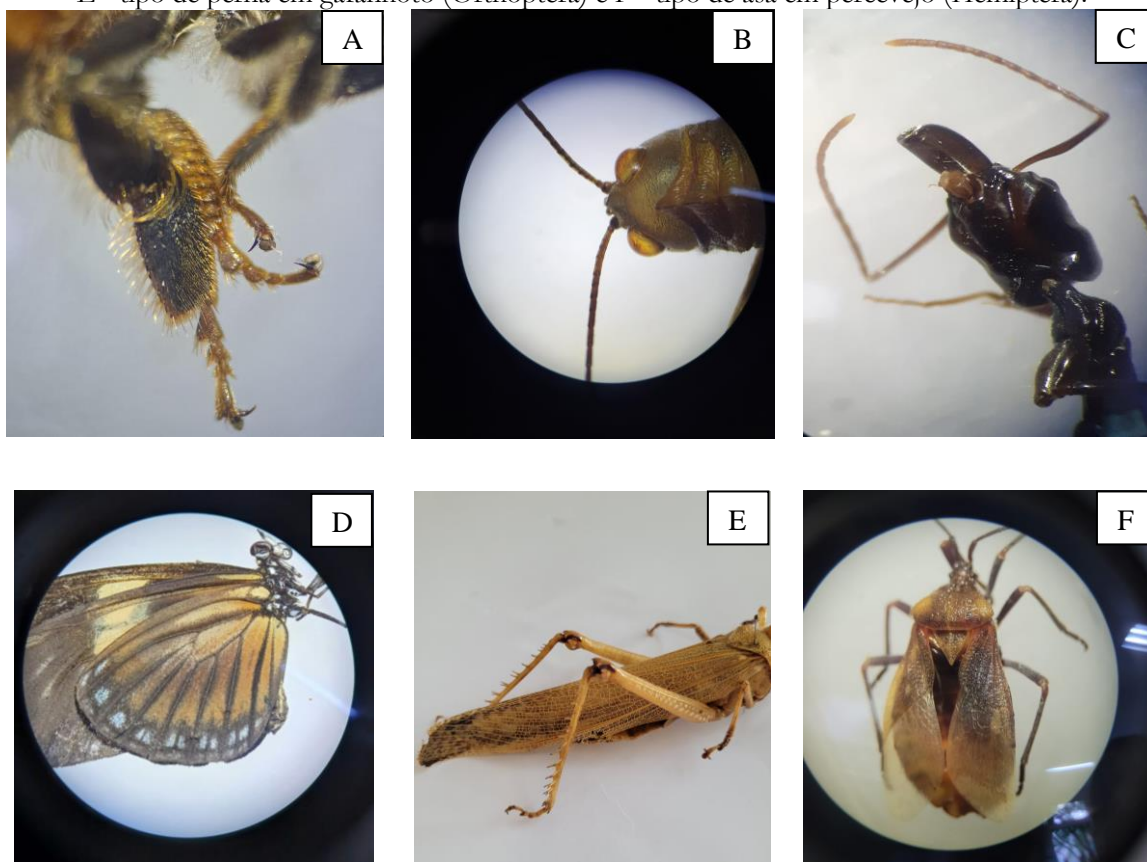 E – tipo de perna em gafanhoto (Orthoptera) e F – tipo de asa em percevejo (Hemiptera).
A
B
C
D
E
F